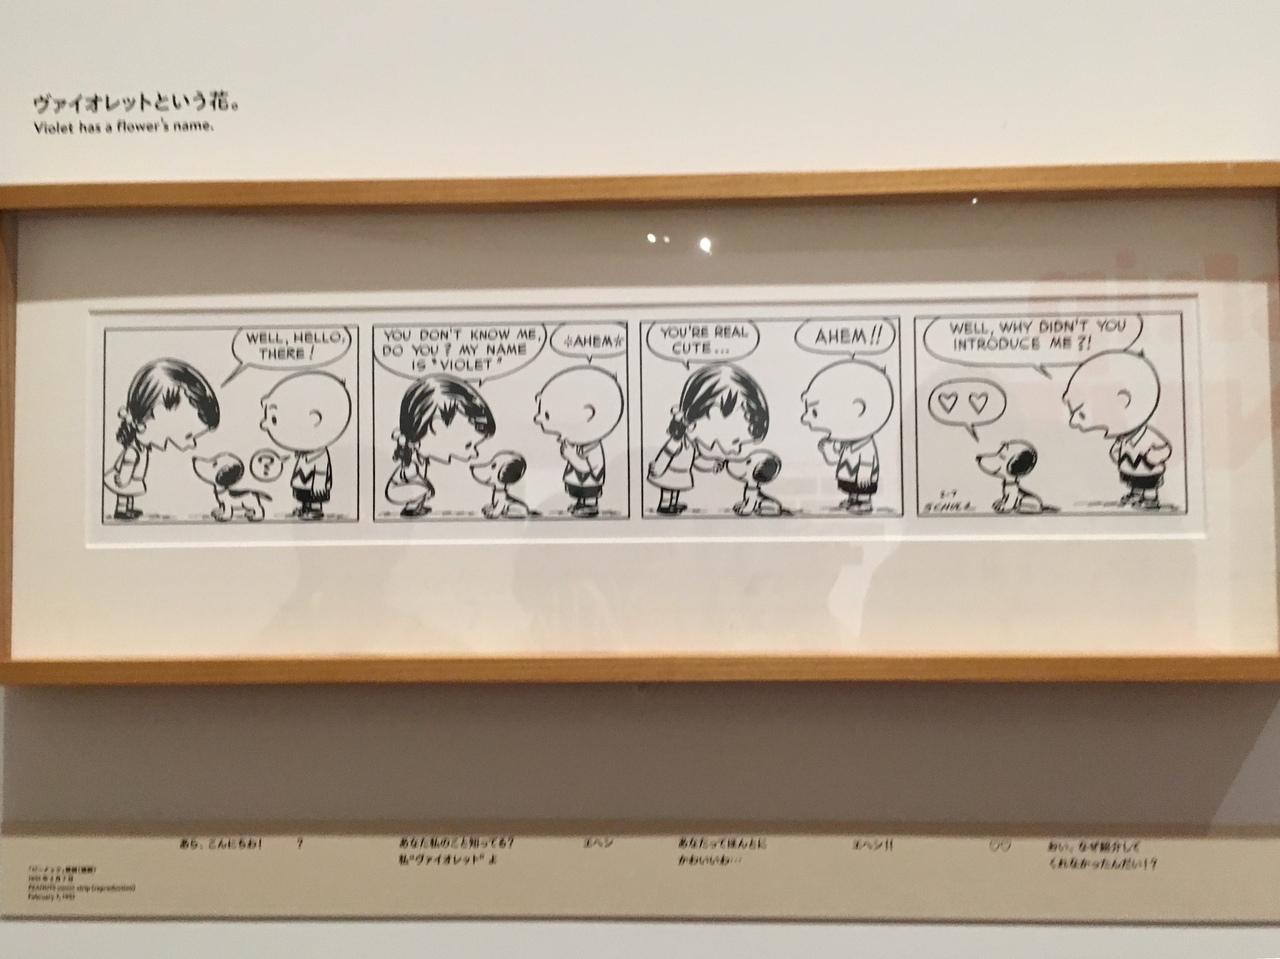 ヴァイオレットという花。
Violet has a flower's name.
WELL, HELLO,
THERE!
?
YOU DON'T KNOW ME,
DO YOU? MY NAME
IS "VIOLET"
*AHEM*
YOU'RE REAL
CUTE...
AHEM!!
WELL, WHY DIDN'T YOU
INTRODUCE ME?!
♡ ♡
2-7
SCHULZ
あら、こんにちわ!
?
あなた私のこと知ってる?
私"ヴァイオレット" よ
エヘン
あなたってほんとに
かわいいわ…
エヘン!!
♡♡
おい、なぜ紹介して
くれなかったんだい!?
PEANUTS comic strip (reproduction)
February 7, 1951